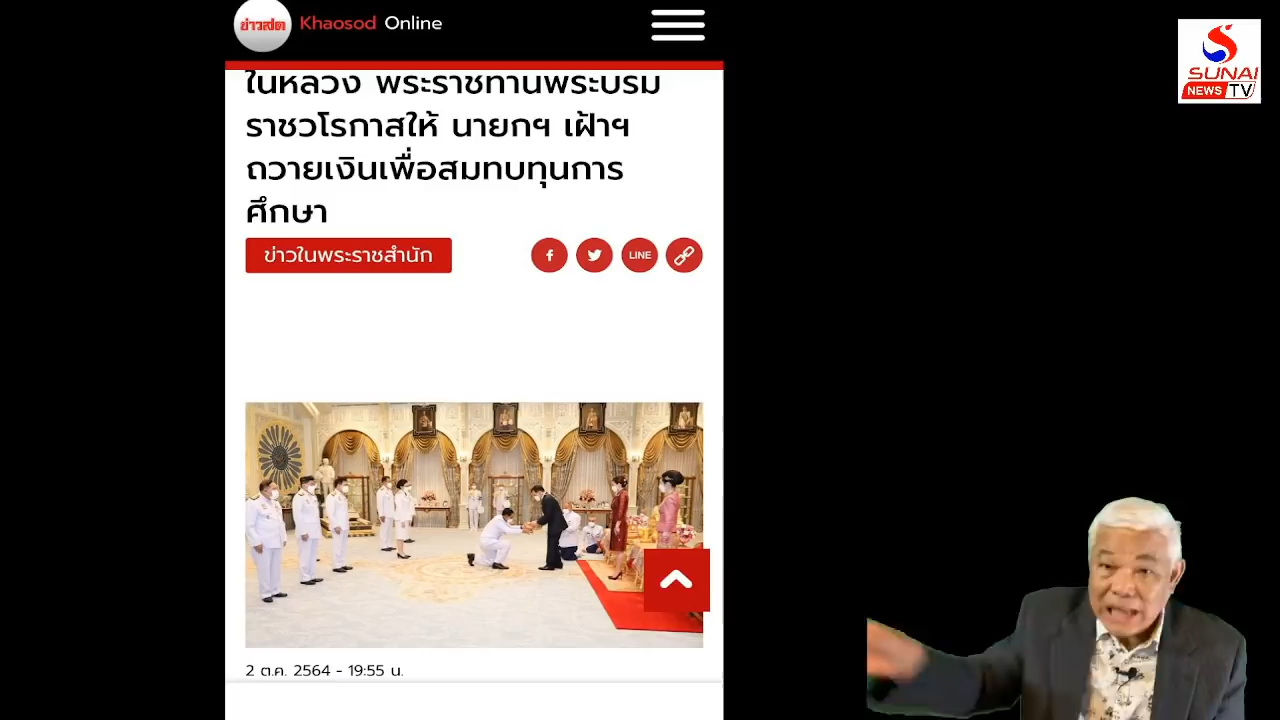 ข่าวสด Khaosod Online
SUNAI
NEWS TV
ในหลวง พระราชทานพระบรม
ราชวโรกาสให้ นายกฯ เฝ้าฯ
ถวายเงินเพื่อสมทบทุนการ
ศึกษา
ข่าวในพระราชสำนัก
LINE
2 ต.ค. 2564 - 19:55 น.